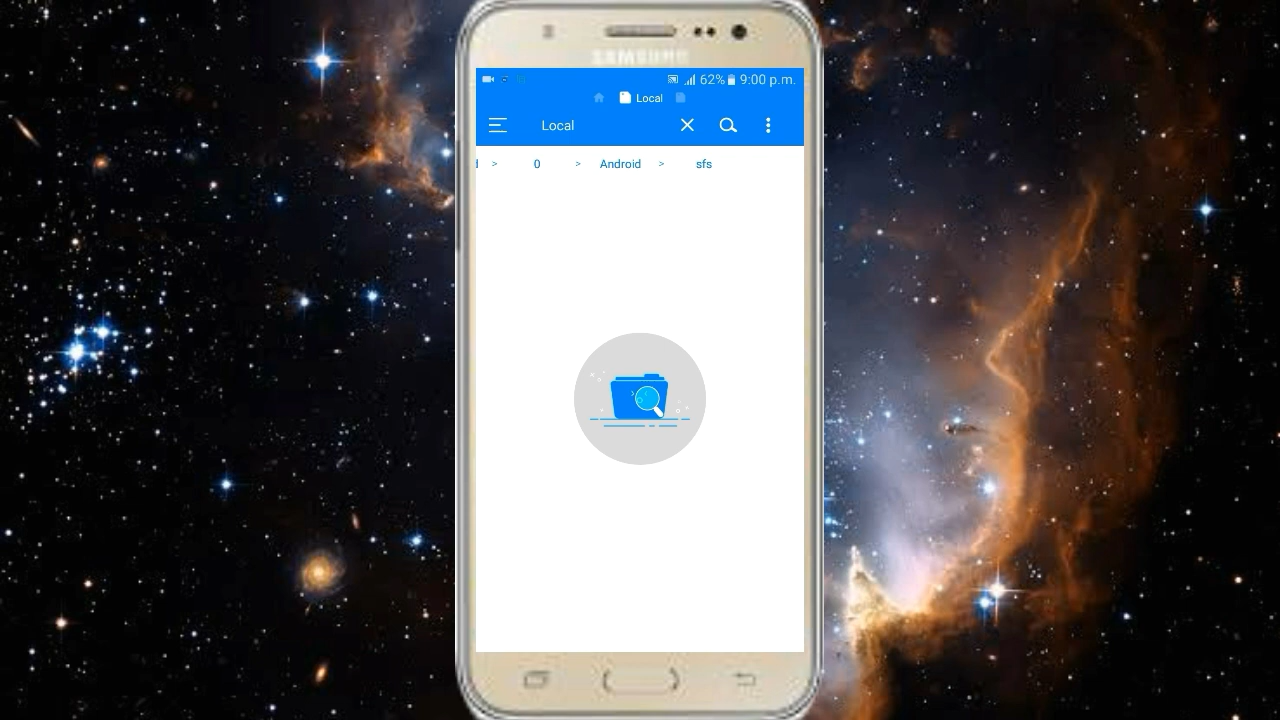 SAMSUNG
62% 9:00 p.m.
Local
Local
> 0 > Android > sfs